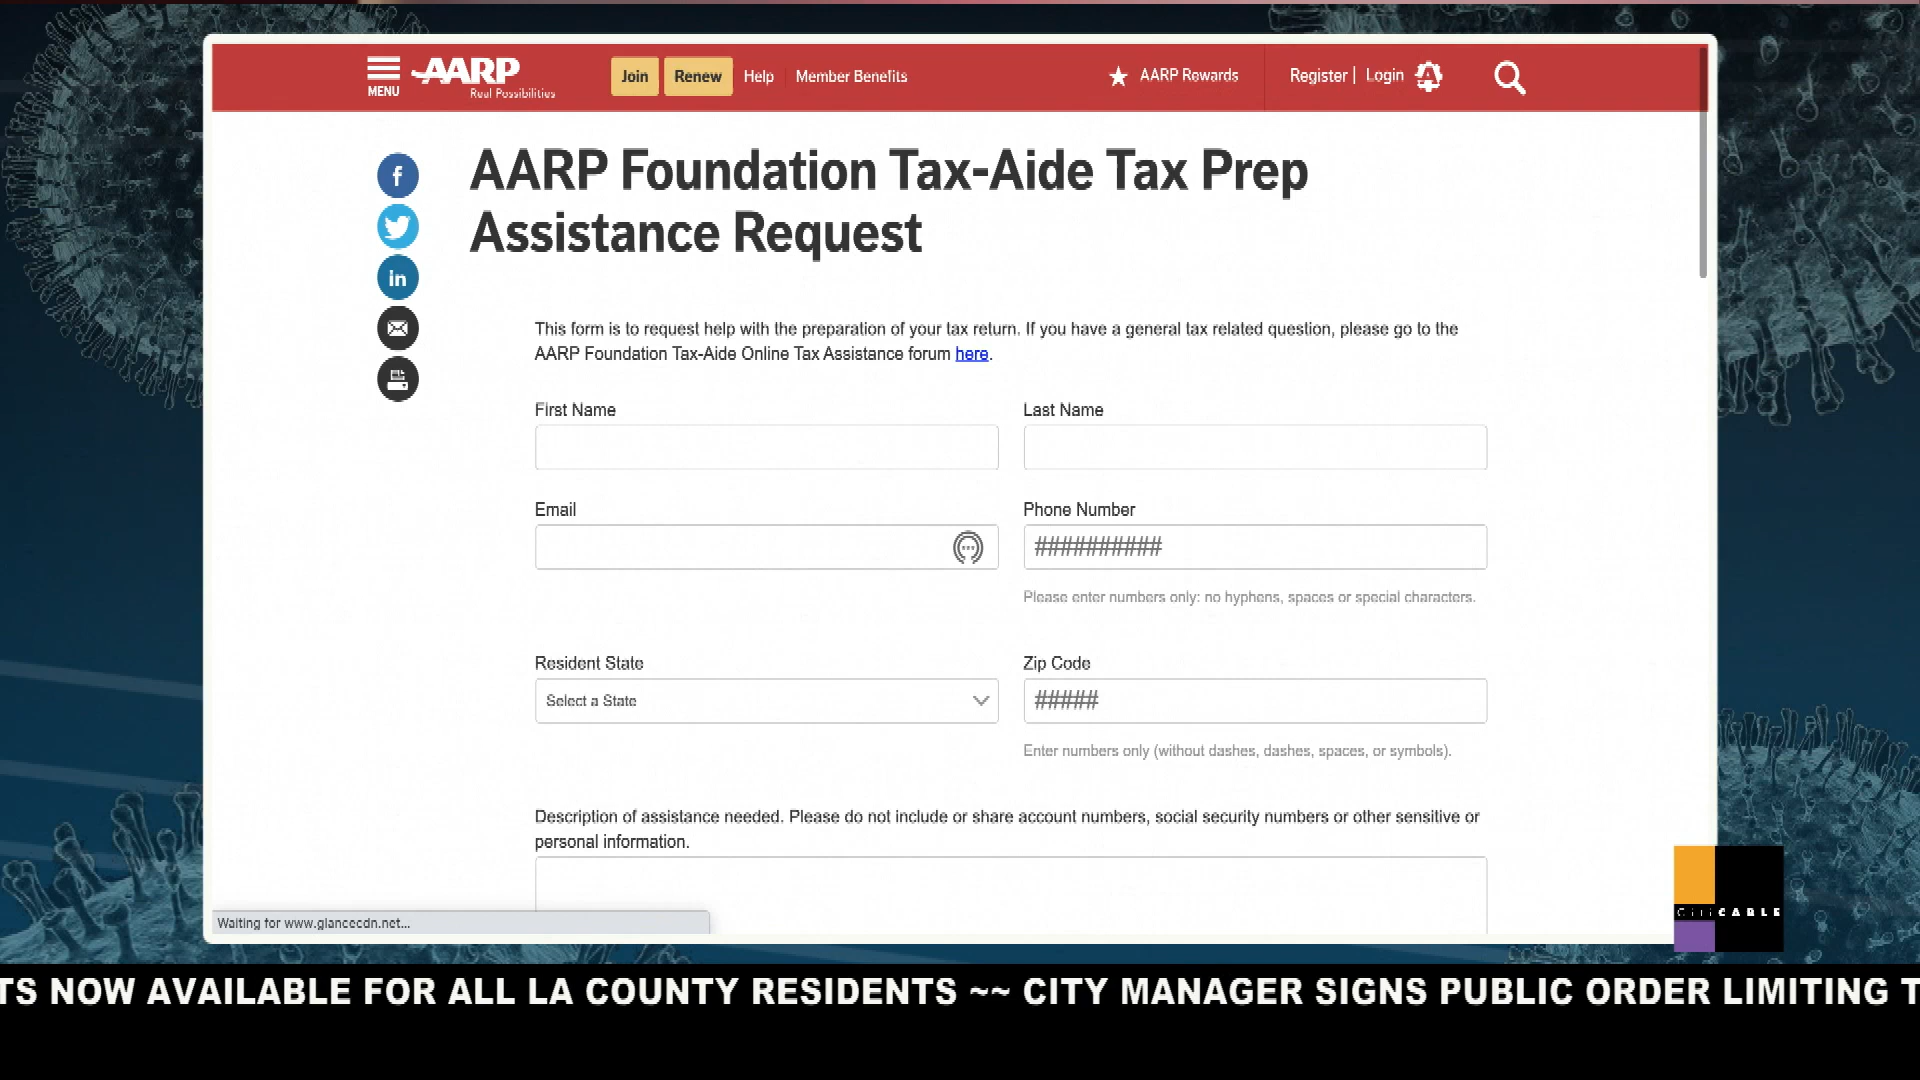 MENU
AARP
Real Possibilities
Join
Renew
Help
Member Benefits
AARP Rewards
Register | Login
AARP Foundation Tax-Aide Tax Prep
Assistance Request
This form is to request help with the preparation of your tax return. If you have a general tax related question, please go to the
AARP Foundation Tax-Aide Online Tax Assistance forum here.
First Name
Last Name
Email
Phone Number
##########
Please enter numbers only: no hyphens, spaces or special characters.
Resident State
Zip Code
Select a State
#####
Enter numbers only (without dashes, dashes, spaces, or symbols).
Description of assistance needed. Please do not include or share account numbers, social security numbers or other sensitive or
personal information.
Waiting for www.glancecdn.net...
CITICABLE
TS NOW AVAILABLE FOR ALL LA COUNTY RESIDENTS ~~ CITY MANAGER SIGNS PUBLIC ORDER LIMITING T